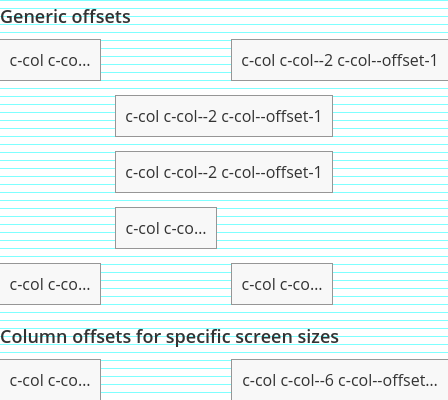 Generic offsets
c-col c-co... c-col c-col--2 c-col--offset-1
c-col c-col--2 c-col--offset-1
c-col c-col--2 c-col--offset-1
c-col c-co...
c-col c-co... c-col c-co...
Column offsets for specific screen sizes
c-col c-co... c-col c-col--6 c-col--offset...